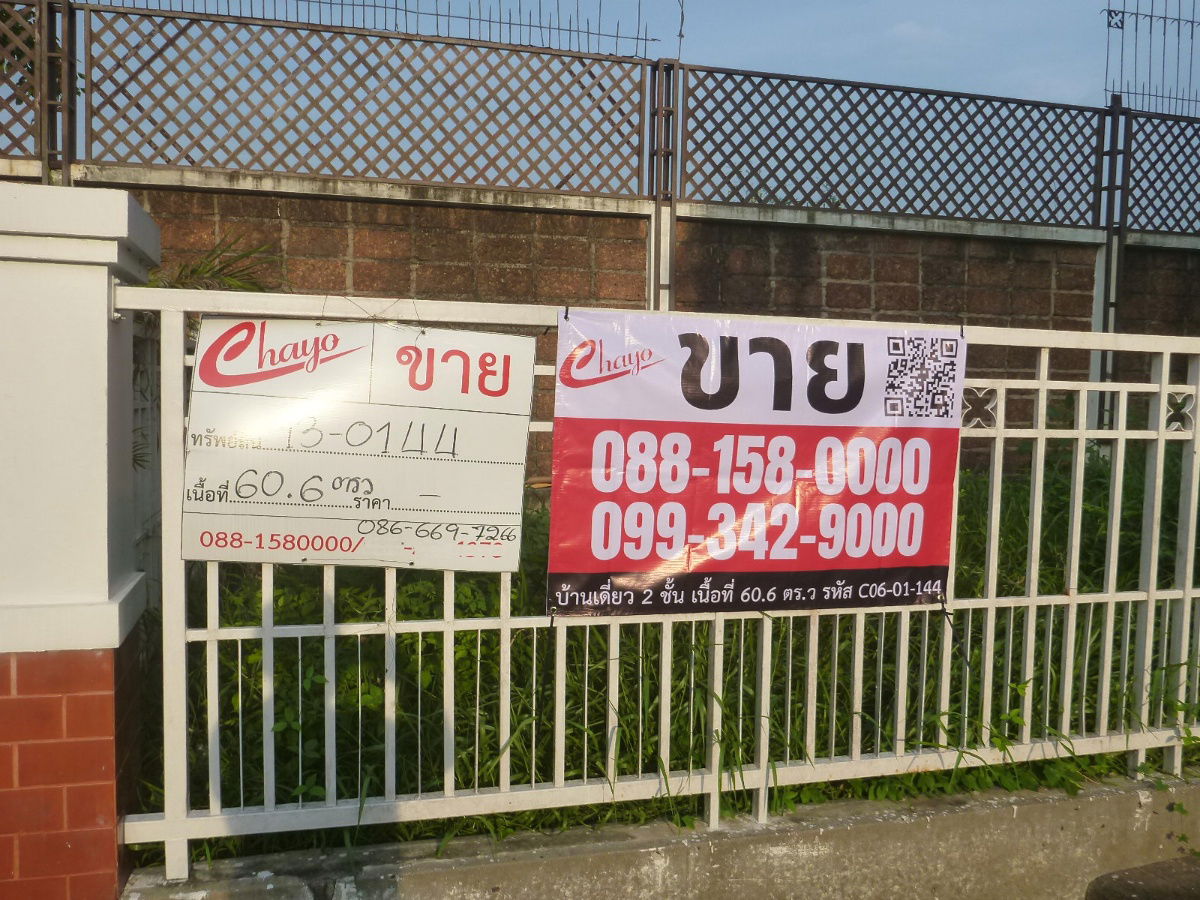 Chayo ขาย
ทรัพย์สิน 13-0144
เนื้อที่ 60.6 ตรว ราคา -
086-669-7266
088-1580000/
Chayo ขาย
088-158-0000
099-342-9000
บ้านเดี่ยว 2 ชั้น เนื้อที่ 60.6 ตร.ว รหัส C06-01-144